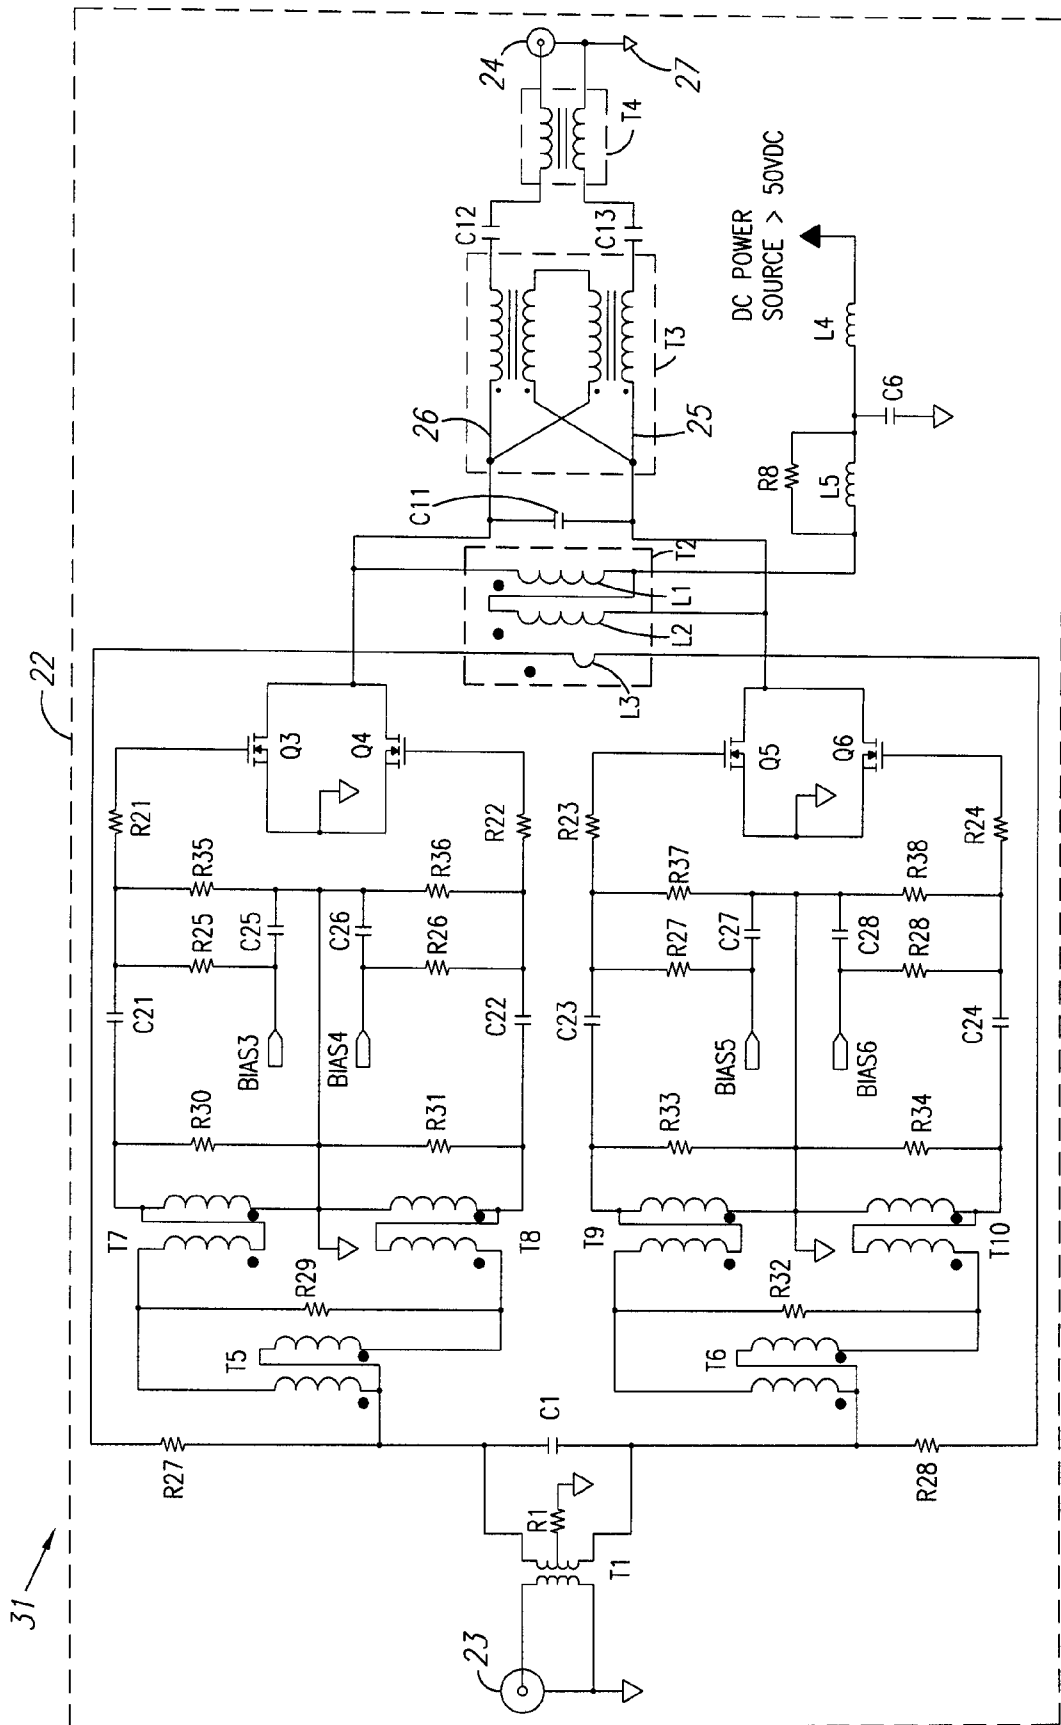 31
22
23
T1
R1
C1
R27
R28
T5
T6
R29
R32
T7
T8
T9
T10
R30
R31
R33
R34
C21
C22
C23
C24
BIAS3
BIAS4
BIAS5
BIAS6
R25
R26
R27
R28
C25
C26
C27
C28
R35
R36
R37
R38
R21
R22
R23
R24
Q3
Q4
Q5
Q6
L3
L2
L1
T2
C11
26
25
T3
C12
C13
T4
24
27
R8
L5
C6
L4
DC POWER
SOURCE > 50VDC